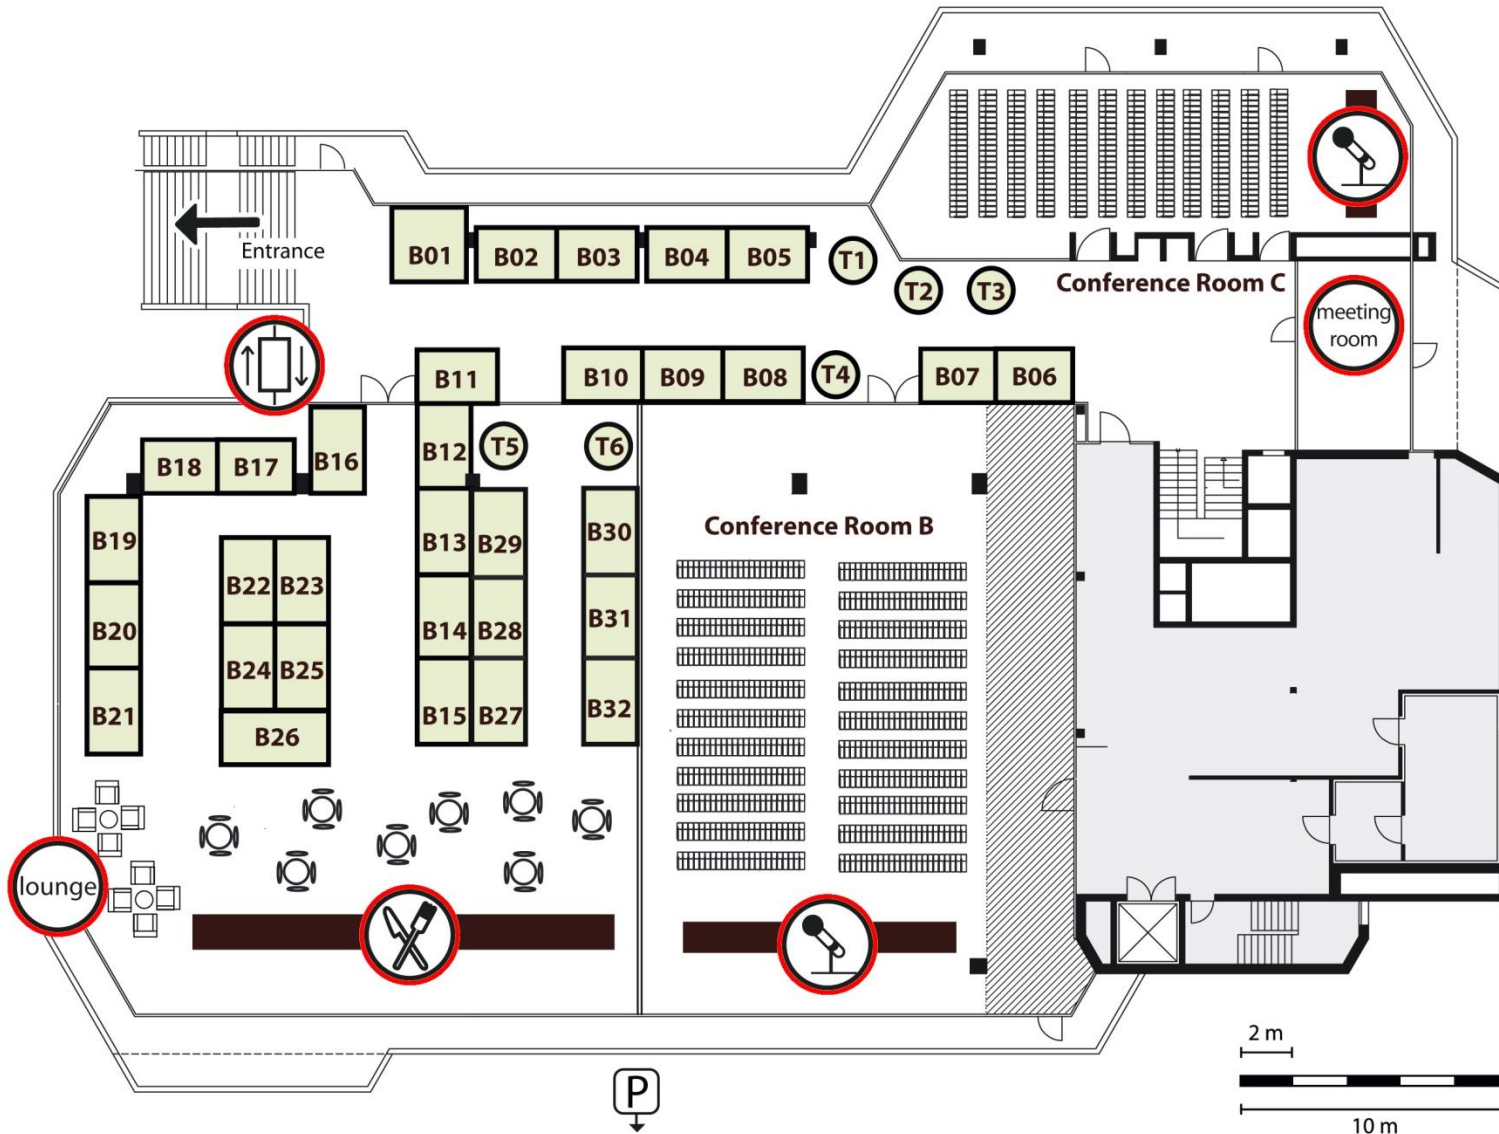 Entrance
B01
B02
B03
B04
B05
T1
T2
T3
Conference Room C
meeting
room
B11
B10
B09
B08
T4
B07
B06
B18
B17
B16
B12
T5
T6
B19
B20
B21
B22
B23
B24
B25
B26
B13
B29
B14
B28
B15
B27
B30
B31
B32
Conference Room B
lounge
P
2 m
10 m